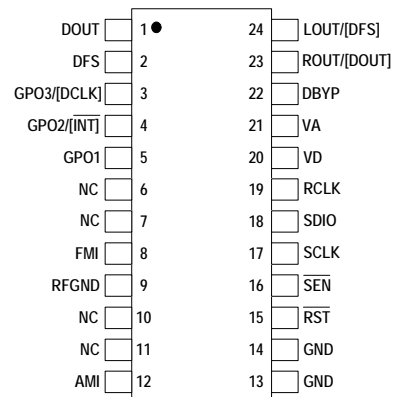 DOUT 1 24 LOUT/[DFS]
DFS 2 23 ROUT/[DOUT]
GPO3/[DCLK] 3 22 DBYP
GPO2/[INT] 4 21 VA
GPO1 5 20 VD
NC 6 19 RCLK
NC 7 18 SDIO
FMI 8 17 SCLK
RFGND 9 16 SEN
NC 10 15 RST
NC 11 14 GND
AMI 12 13 GND